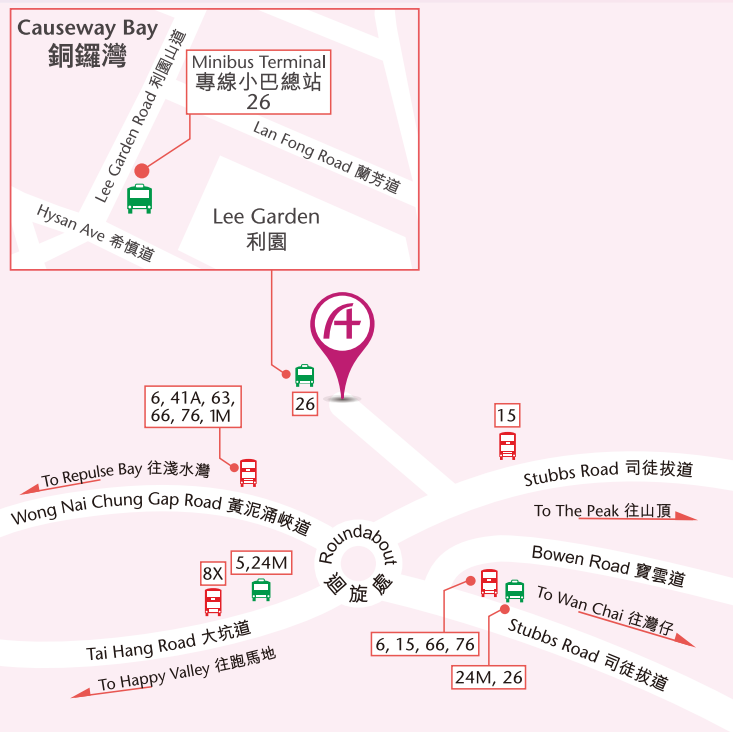 Causeway Bay
銅鑼灣
Minibus Terminal
專線小巴總站
26
Lee Garden Road 利園山道
Lan Fong Road 蘭芳道
Hysan Ave 希慎道
Lee Garden
利園
26
6, 41A, 63,
66, 76, 1M
15
To Repulse Bay 往淺水灣
Stubbs Road 司徒拔道
Wong Nai Chung Gap Road 黃泥涌峽道
To The Peak 往山頂
Roundabout
迴旋處
Bowen Road 寶雲道
8X
5,24M
To Wan Chai 往灣仔
6, 15, 66, 76
Stubbs Road 司徒拔道
24M, 26
Tai Hang Road 大坑道
To Happy Valley 往跑馬地